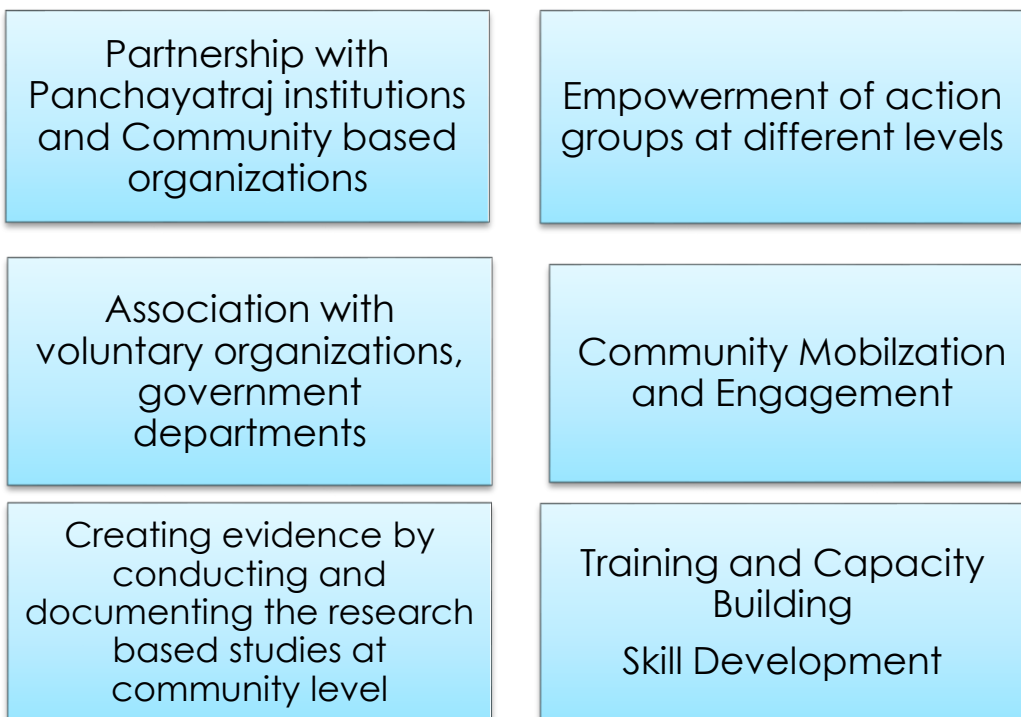 Partnership with
Panchayatraj institutions
and Community based
organizations
Empowerment of action
groups at different levels
Association with
voluntary organizations,
government
departments
Community Mobilzation
and Engagement
Creating evidence by
conducting and
documenting the research
based studies at
community level
Training and Capacity
Building
Skill Development